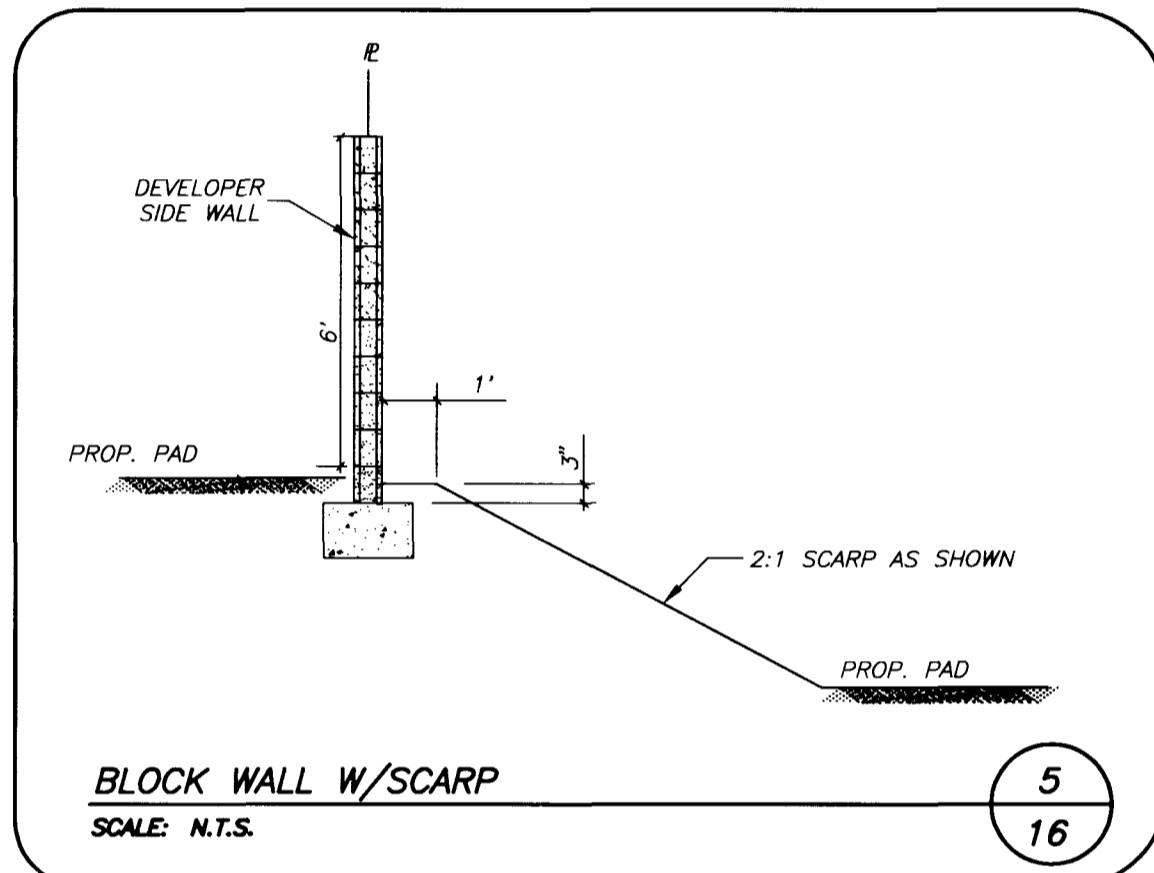 ℄
DEVELOPER
SIDE WALL
6'
1'
3"
PROP. PAD
2:1 SCARP AS SHOWN
PROP. PAD
BLOCK WALL W/SCARP
SCALE: N.T.S.
5
16